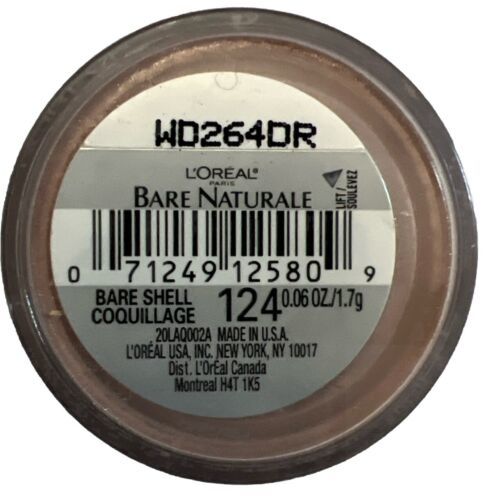 WD264DR
L'ORÉAL
PARIS
BARE NATURALE
LIFT /
SOULEVEZ
0 71249 12580 9
BARE SHELL
COQUILLAGE
124 0.06 OZ./1.7g
20LAQ002A MADE IN U.S.A.
L'ORÉAL USA, INC. NEW YORK, NY 10017
Dist. L'OrÉal Canada
Montreal H4T 1K5